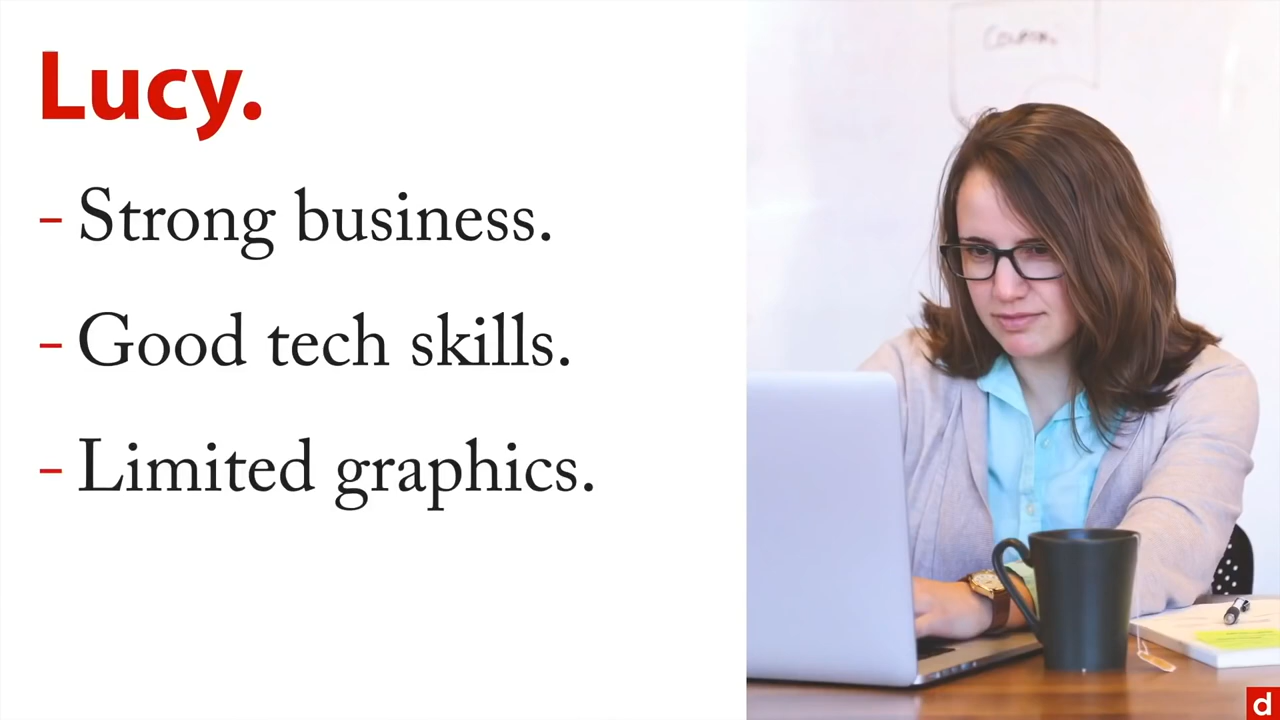 Lucy.
- Strong business.
- Good tech skills.
- Limited graphics.
d